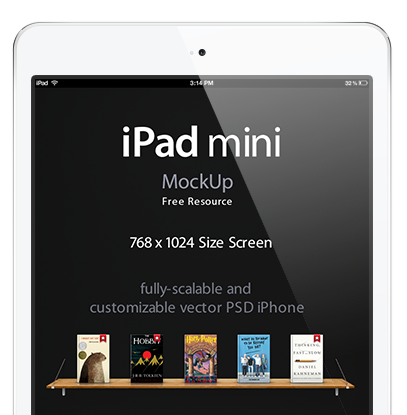 iPad 3:14 PM 32%
iPad mini
MockUp
Free Resource
768 x 1024 Size Screen
fully-scalable and
customizable vector PSD iPhone
THE
HOBBIT
J.R.R. TOLKIEN
HARRY POTTER
THINKING,
FAST AND SLOW
DANIEL
KAHNEMAN